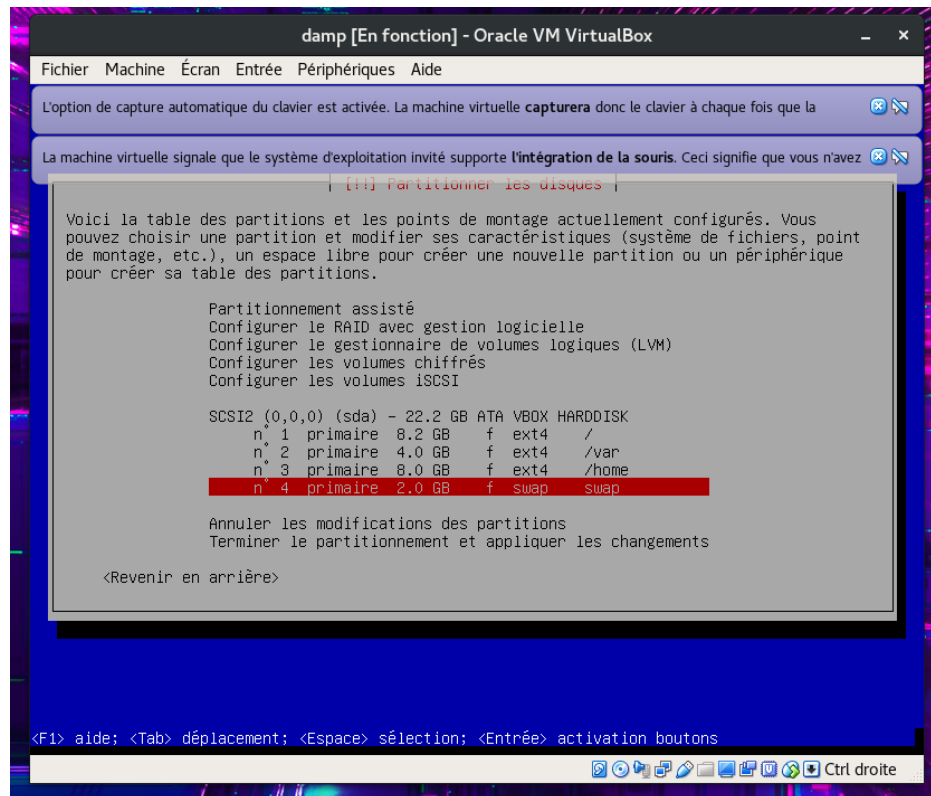 damp [En fonction] - Oracle VM VirtualBox
Fichier Machine Écran Entrée Périphériques Aide
L'option de capture automatique du clavier est activée. La machine virtuelle capturera donc le clavier à chaque fois que la
La machine virtuelle signale que le système d'exploitation invité supporte l'intégration de la souris. Ceci signifie que vous n'avez
[!!] Partitionner les disques
Voici la table des partitions et les points de montage actuellement configurés. Vous
pouvez choisir une partition et modifier ses caractéristiques (système de fichiers, point
de montage, etc.), un espace libre pour créer une nouvelle partition ou un périphérique
pour créer sa table des partitions.
Partitionnement assisté
Configurer le RAID avec gestion logicielle
Configurer le gestionnaire de volumes logiques (LVM)
Configurer les volumes chiffrés
Configurer les volumes iSCSI
SCSI2 (0,0,0) (sda) - 22.2 GB ATA VBOX HARDDISK
n° 1 primaire 8.2 GB f ext4 /
n° 2 primaire 4.0 GB f ext4 /var
n° 3 primaire 8.0 GB f ext4 /home
n° 4 primaire 2.0 GB f swap swap
Annuler les modifications des partitions
Terminer le partitionnement et appliquer les changements
<Revenir en arrière>
<F1> aide; <Tab> déplacement; <Espace> sélection; <Entrée> activation boutons
Ctrl droite